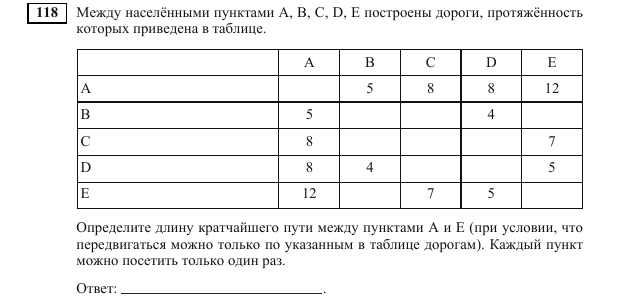 118 Между населёнными пунктами A, B, C, D, E построены дороги, протяжённость
которых приведена в таблице.
A B C D E
A 5 8 8 12
B 5 4
C 8 7
D 8 4 5
E 12 7 5
Определите длину кратчайшего пути между пунктами A и E (при условии, что
передвигаться можно только по указанным в таблице дорогам). Каждый пункт
можно посетить только один раз.
Ответ: ______________________.